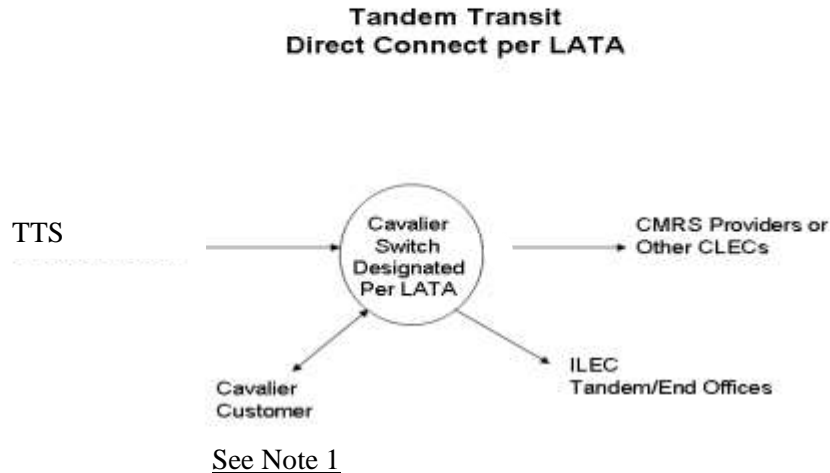 Tandem Transit
Direct Connect per LATA
TTS
Cavalier
Switch
Designated
Per LATA
CMRS Providers or
Other CLECs
Cavalier
Customer
ILEC
Tandem/End Offices
See Note 1